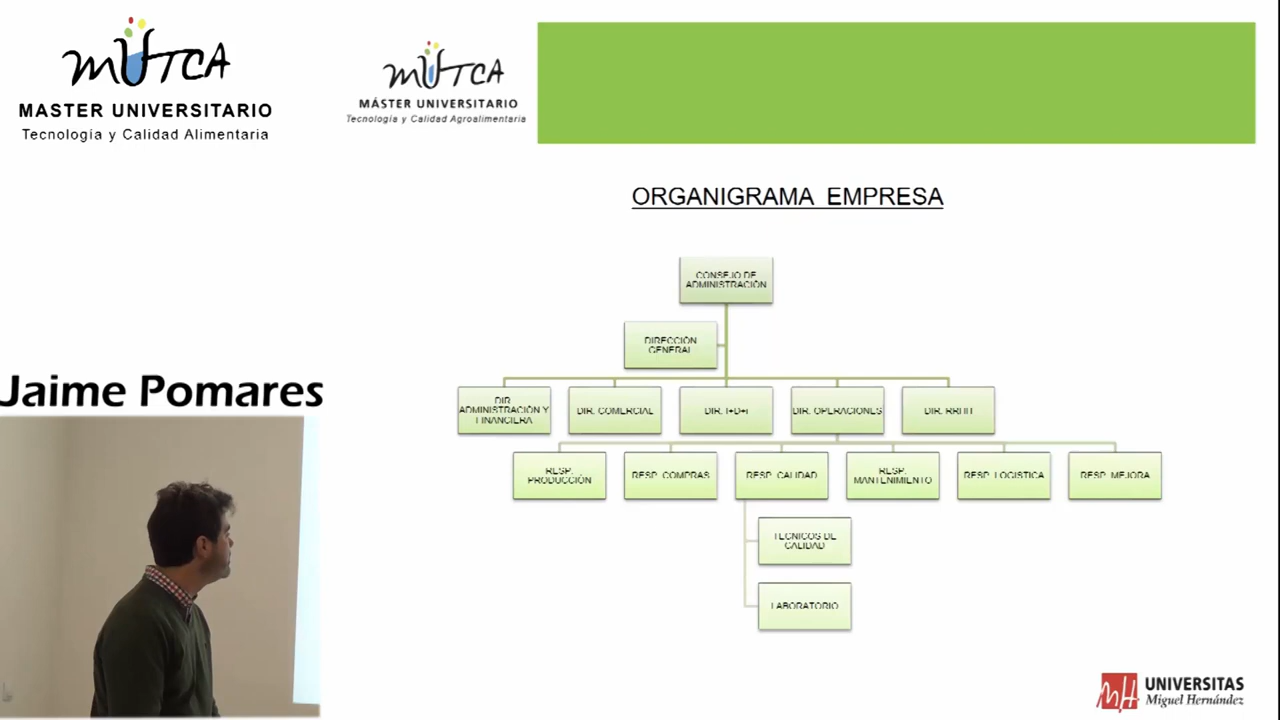 MUTCA
MASTER UNIVERSITARIO
Tecnología y Calidad Alimentaria
MUTCA
MÁSTER UNIVERSITARIO
Tecnología y Calidad Agroalimentaria
ORGANIGRAMA EMPRESA
CONSEJO DE
ADMINISTRACIÓN
DIRECCIÓN
GENERAL
DIR.
ADMINISTRACIÓN Y
FINANCIERA
DIR. COMERCIAL
DIR. I+D+i
DIR. OPERACIONES
DIR. RRHH
RESP.
PRODUCCIÓN
RESP. COMPRAS
RESP. CALIDAD
RESP.
MANTENIMIENTO
RESP. LOGISTICA
RESP. MEJORA
TECNICOS DE
CALIDAD
LABORATORIO
Jaime Pomares
UNIVERSITAS
Miguel Hernández